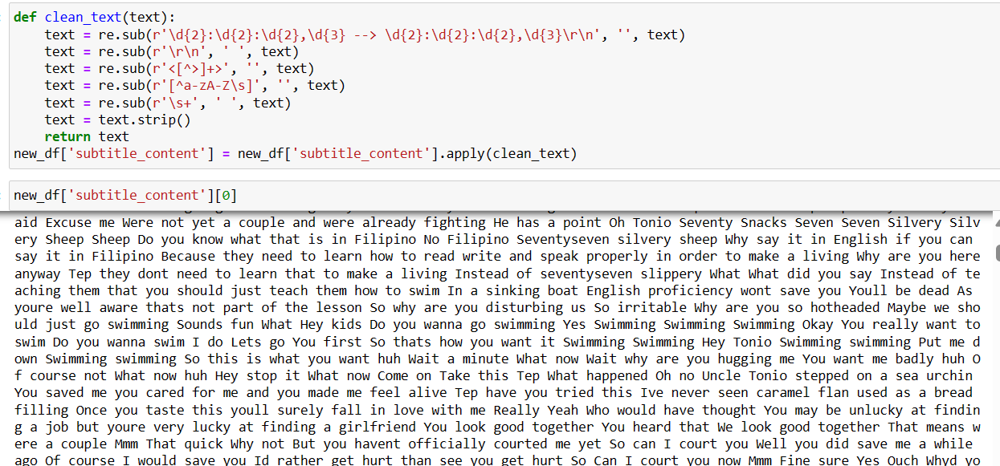 def clean_text(text):
    text = re.sub(r'\d{2}:\d{2}:\d{2},\d{3} --> \d{2}:\d{2}:\d{2},\d{3}\r\n', '', text)
    text = re.sub(r'\r\n', ' ', text)
    text = re.sub(r'<[^>]+>', '', text)
    text = re.sub(r'[^a-zA-Z\s]', '', text)
    text = re.sub(r'\s+', ' ', text)
    text = text.strip()
    return text
new_df['subtitle_content'] = new_df['subtitle_content'].apply(clean_text)
new_df['subtitle_content'][0]
aid Excuse me Were not yet a couple and were already fighting He has a point Oh Tonio Seventy Snacks Seven Seven Silvery Silv
ery Sheep Sheep Do you know what that is in Filipino No Filipino Seventyseven silvery sheep Why say it in English if you can
say it in Filipino Because they need to learn how to read write and speak properly in order to make a living Why are you here
anyway Tep they dont need to learn that to make a living Instead of seventyseven slippery What What did you say Instead of te
aching them that you should just teach them how to swim In a sinking boat English proficiency wont save you Youll be dead As
youre well aware thats not part of the lesson So why are you disturbing us So irritable Why are you so hotheaded Maybe we sho
uld just go swimming Sounds fun What Hey kids Do you wanna go swimming Yes Swimming Swimming Swimming Okay You really want to
swim Do you wanna swim I do Lets go You first So thats how you want it Swimming Swimming Hey Tonio Swimming swimming Put me d
own Swimming swimming So this is what you want huh Wait a minute What now Wait why are you hugging me You want me badly huh O
f course not What now huh Hey stop it What now Come on Take this Tep What happened Oh no Uncle Tonio stepped on a sea urchin
You saved me you cared for me and you made me feel alive Tep have you tried this Ive never seen caramel flan used as a bread
filling Once you taste this youll surely fall in love with me Really Yeah Who would have thought You may be unlucky at findin
g a job but youre very lucky at finding a girlfriend You look good together You heard that We look good together That means w
ere a couple Mmm That quick Why not But you havent officially courted me yet So can I court you Well you did save me a while
ago Of course I would save you Id rather get hurt than see you get hurt So Can I court you now Mmm Fine sure Yes Ouch Whyd yo